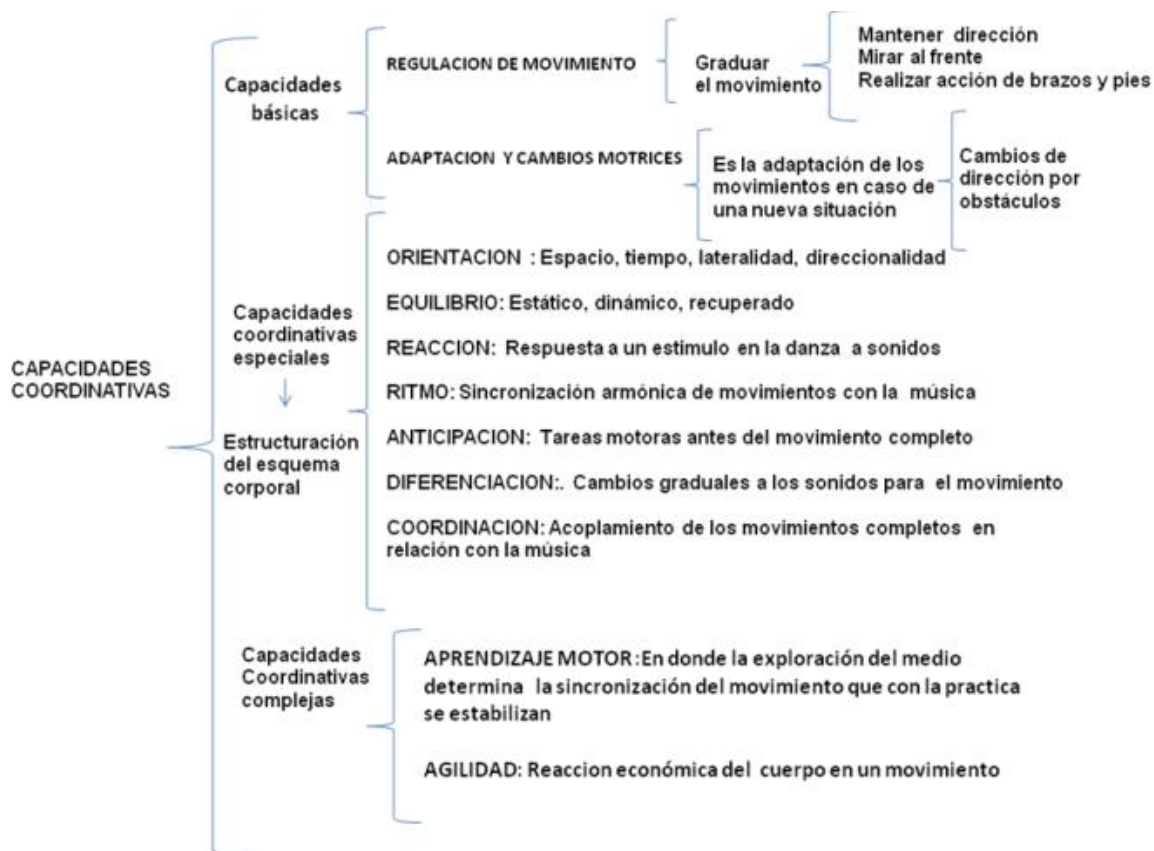 CAPACIDADES
COORDINATIVAS
Capacidades
básicas
REGULACION DE MOVIMIENTO
Graduar
el movimiento
Mantener dirección
Mirar al frente
Realizar acción de brazos y pies
ADAPTACION Y CAMBIOS MOTRICES
Es la adaptación de los
movimientos en caso de
una nueva situación
Cambios de
dirección por
obstáculos
Capacidades
coordinativas
especiales
Estructuración
del esquema
corporal
ORIENTACION : Espacio, tiempo, lateralidad, direccionalidad
EQUILIBRIO: Estático, dinámico, recuperado
REACCION: Respuesta a un estimulo en la danza a sonidos
RITMO: Sincronización armónica de movimientos con la música
ANTICIPACION: Tareas motoras antes del movimiento completo
DIFERENCIACION:. Cambios graduales a los sonidos para el movimiento
COORDINACION: Acoplamiento de los movimientos completos en
relación con la música
Capacidades
Coordinativas
complejas
APRENDIZAJE MOTOR :En donde la exploración del medio
determina la sincronización del movimiento que con la practica
se estabilizan
AGILIDAD: Reaccion económica del cuerpo en un movimiento